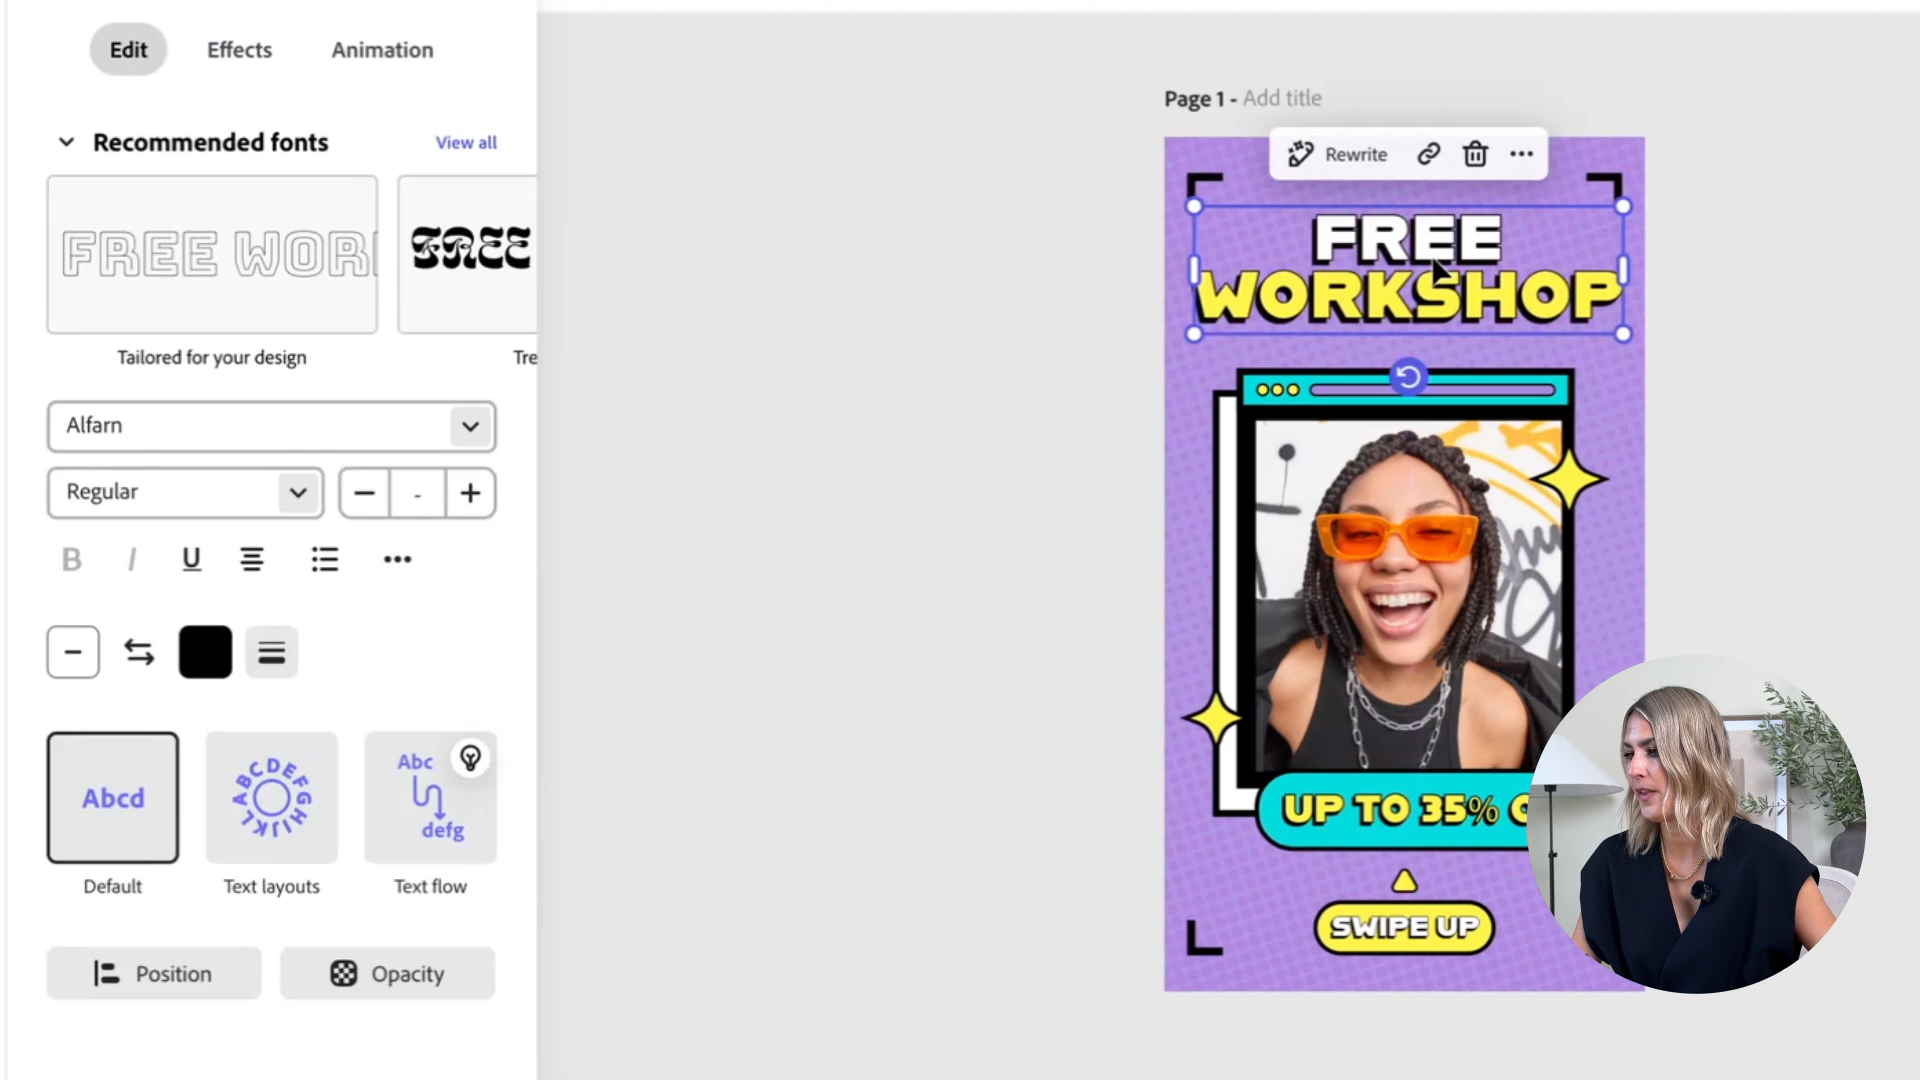 Edit Effects Animation
Recommended fonts View all
FREE WOR
FREE
Tailored for your design
Tre
Alfarn
Regular
-
B I U
Abcd
ABCDEFGHIJKL
Abc
defg
Default Text layouts Text flow
Position Opacity
Page 1 - Add title
Rewrite
FREE
WORKSHOP
UP TO 35%
SWIPE UP